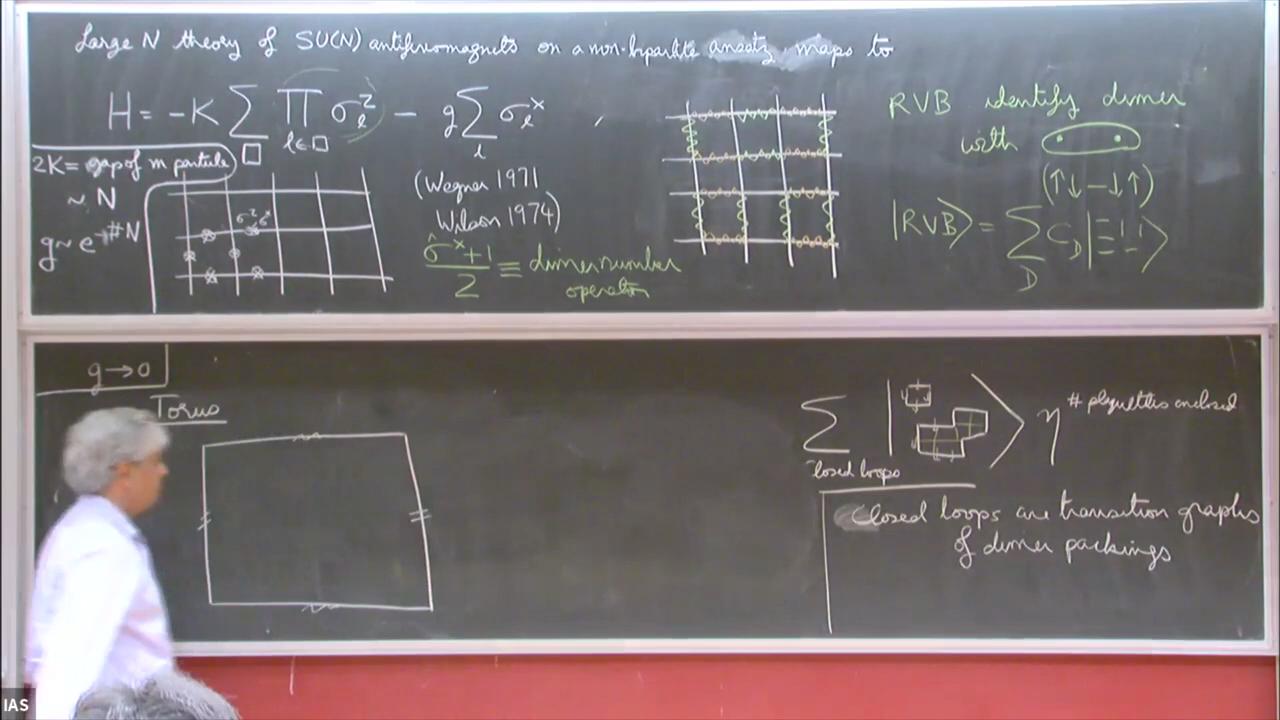 Large N theory of SU(N) antiferromagnets on a non-bipartite ansatz, maps to
H = -K ∑ ∏ σ_ℓ^z - g ∑ σ_ℓ^x ,
□ ℓ∈□ ℓ
2K = gap of m particle
~ N
g ~ e^{-#N}
σ^z σ^x
(Wegner 1971
Wilson 1974)
σ̂^x + 1 / 2 ≡ dimer number
operator
RVB identify dimer
with
(↑↓ - ↓↑)
|RVB⟩ = ∑ C_D | ⟩
D
g → 0
Torus
∑ | ⟩ η^{# plaquettes enclosed}
closed loops
Closed loops are transition graphs
of dimer packings
IAS